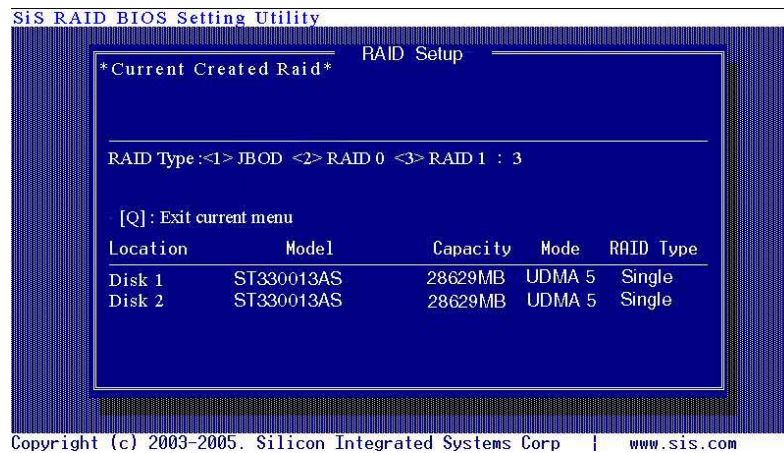 SiS RAID BIOS Setting Utility
RAID Setup
*Current Created Raid*
RAID Type :<1> JBOD <2> RAID 0 <3> RAID 1 : 3
[Q] : Exit current menu
Location Model Capacity Mode RAID Type
Disk 1 ST330013AS 28629MB UDMA 5 Single
Disk 2 ST330013AS 28629MB UDMA 5 Single
Copyright (c) 2003-2005. Silicon Integrated Systems Corp | www.sis.com